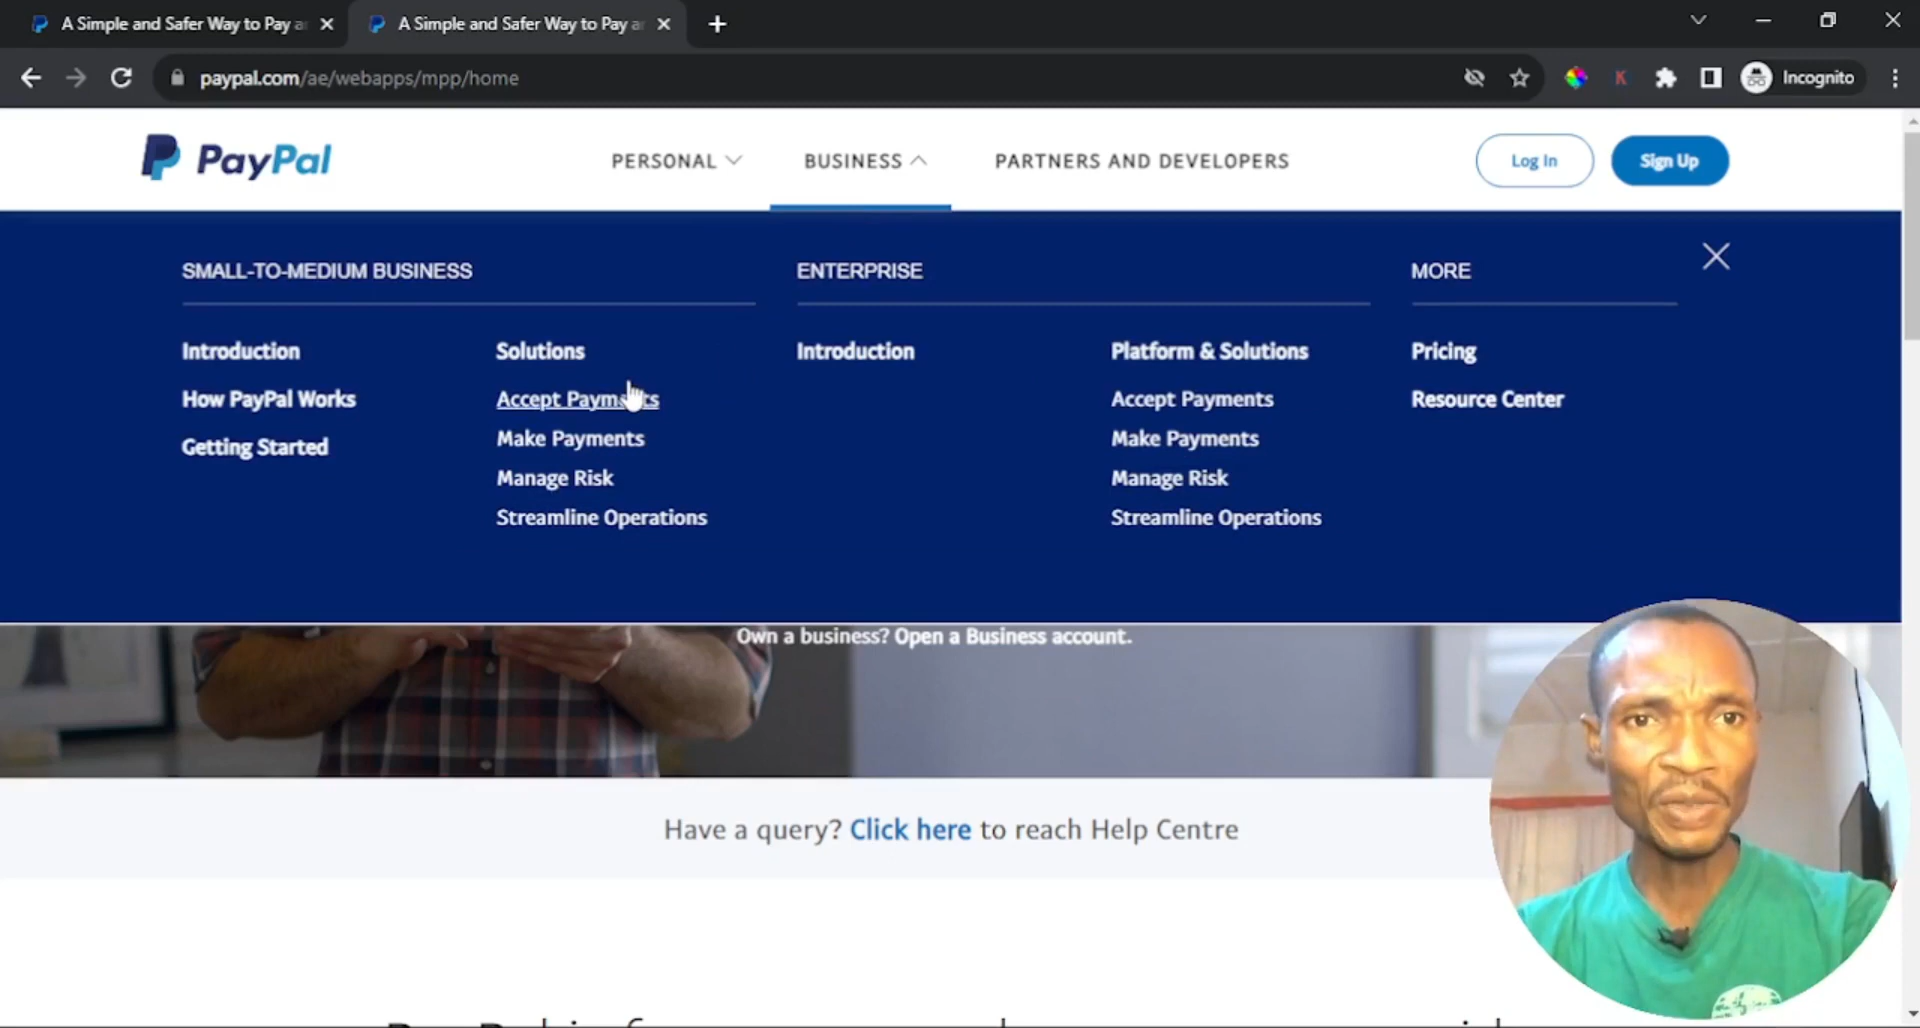 A Simple and Safer Way to Pay a
A Simple and Safer Way to Pay a
paypal.com/ae/webapps/mpp/home
K
Incognito
PayPal
PERSONAL
BUSINESS
PARTNERS AND DEVELOPERS
Log In
Sign Up
SMALL-TO-MEDIUM BUSINESS
ENTERPRISE
MORE
Introduction
Solutions
Introduction
Platform & Solutions
Pricing
How PayPal Works
Accept Payments
Accept Payments
Resource Center
Getting Started
Make Payments
Make Payments
Manage Risk
Manage Risk
Streamline Operations
Streamline Operations
Own a business? Open a Business account.
Have a query? Click here to reach Help Centre